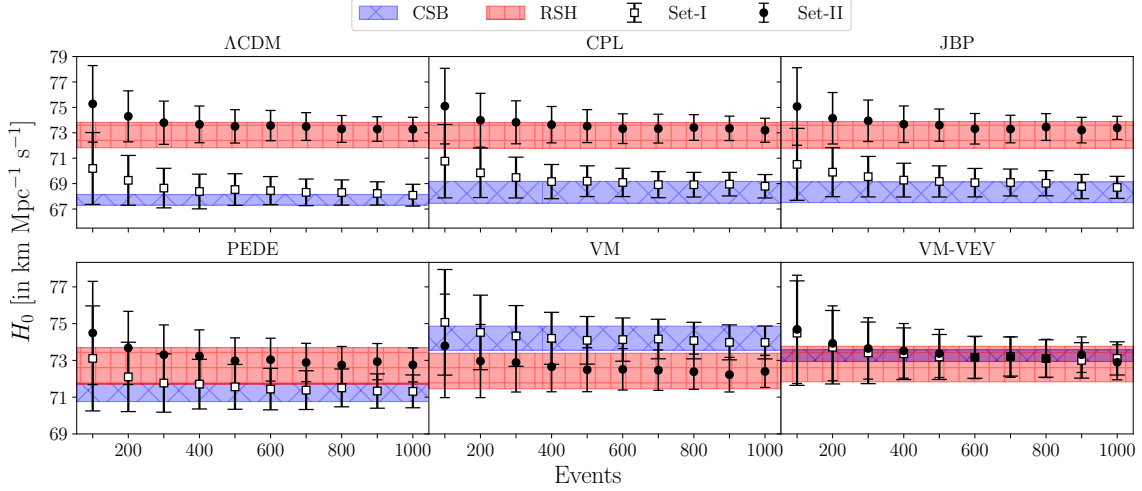 CSB RSH Set-I Set-II
ΛCDM CPL JBP
79
77
75
73
71
69
67
PEDE VM VM-VEV
77
75
73
71
69
200 400 600 800 1000 200 400 600 800 1000 200 400 600 800 1000
H₀ [in km Mpc⁻¹ s⁻¹]
Events